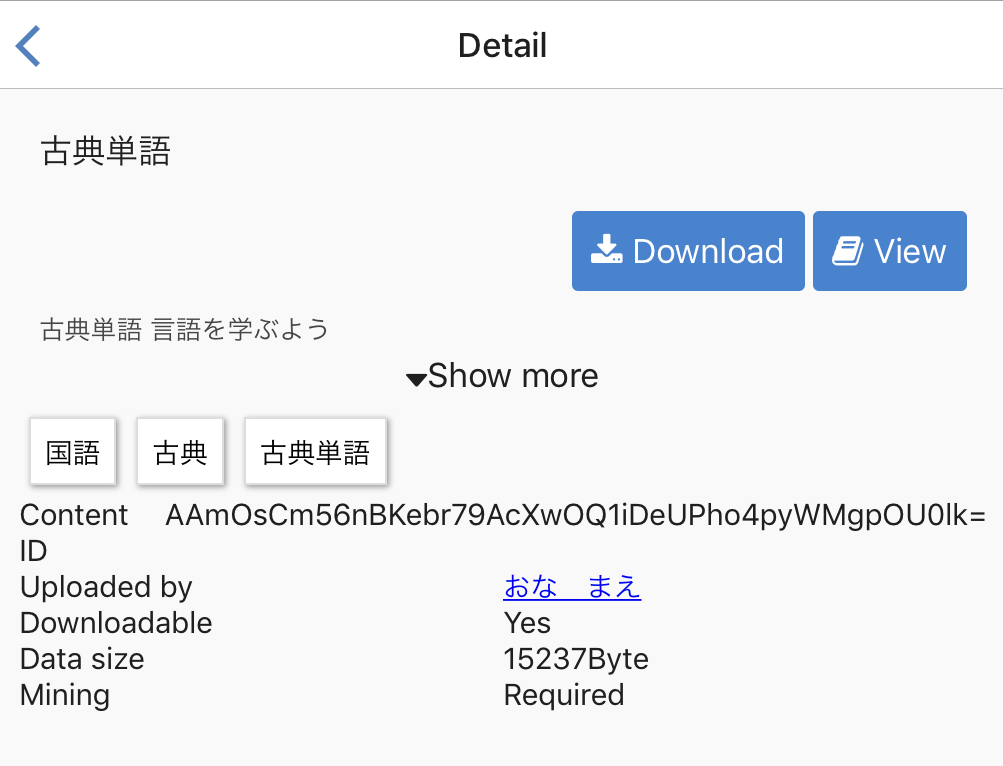 Detail
古典単語
Download View
古典単語 言語を学ぶよう
Show more
国語 古典 古典単語
Content AAmOsCm56nBKebr79AcXwOQ1iDeUPho4pyWMgpOU0lk=
ID
Uploaded by おな　まえ
Downloadable Yes
Data size 15237Byte
Mining Required